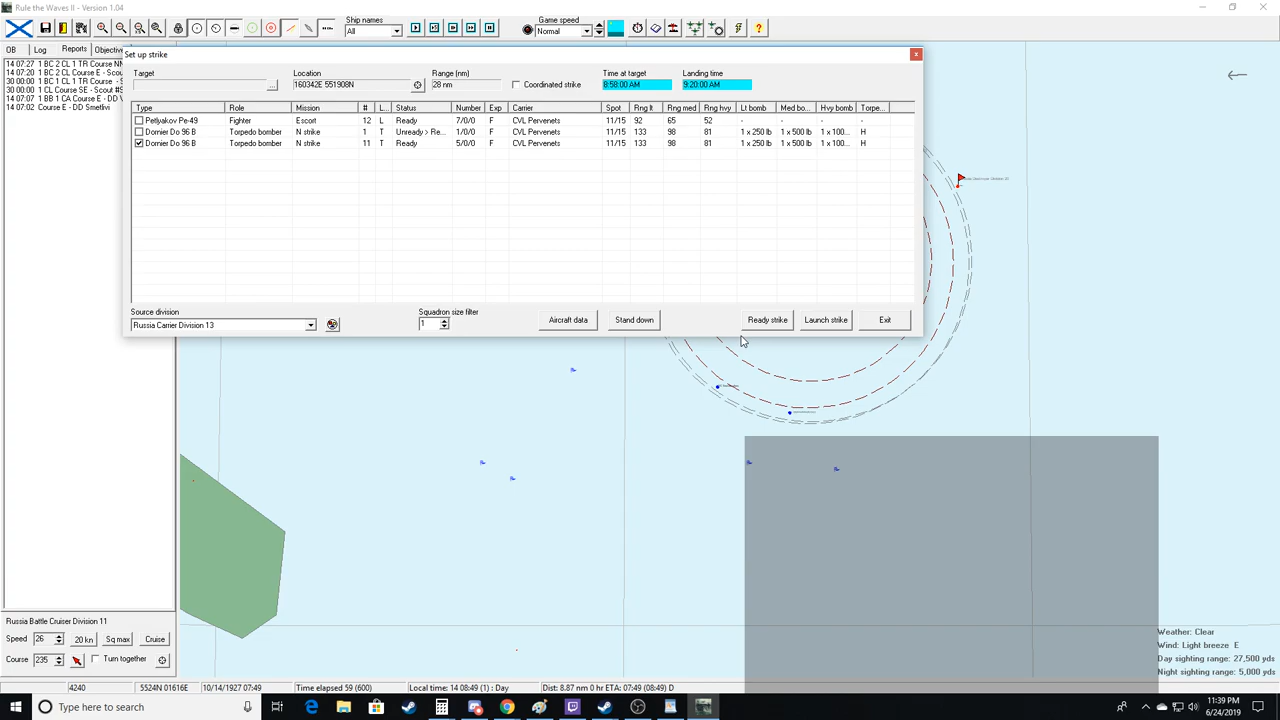 Rule the Waves II - Version 1.04
Ship names
All
Game speed
Normal
OB Log Reports Objectiv
14 07:27 1 BC 2 CL 1 TR Course NN
14 07:27 1 BC 2 CL Course E - Scou
30 00:00 1 BC 1 CL 1 TR Course
30 00:00 1 CL Course SE - Scout
14 07:07 1 BB 1 CA Course E - DD
14 07:02 Course E - DD Smetlivi
Set up strike
Target
...
Location
160342E 551908N
Range (nm)
28 nm
Coordinated strike
Time at target
8:58:00 AM
Landing time
9:20:00 AM
Type Role Mission # L... Status Number Exp Carrier Spot Rng lt Rng med Rng hvy Lt bomb Med bo... Hvy bomb Torpe...
Petlyakov Pe-49 Fighter Escort 12 L Ready 7/0/0 F CVL Pervenets 11/15 92 65 52 - - - -
Dornier Do 96 B Torpedo bomber N strike 1 T Unready > Re... 1/0/0 F CVL Pervenets 11/15 133 98 81 1 x 250 lb 1 x 500 lb 1 x 100... H
Dornier Do 96 B Torpedo bomber N strike 11 T Ready 5/0/0 F CVL Pervenets 11/15 133 98 81 1 x 250 lb 1 x 500 lb 1 x 100... H
Source division
Russia Carrier Division 13
Squadron size filter
1
Aircraft data
Stand down
Ready strike
Launch strike
Exit
Russia Battle Cruiser Division 11
Speed 26 20 kn Sq max Cruise
Course 235 Turn together
Weather: Clear
Wind: Light breeze E
Day sighting range: 27,500 yds
Night sighting range: 5,000 yds
4240 5524N 01616E 10/14/1927 07:49 Time elapsed 59 (600) Local time: 14 08:49 (1) : Day Dist: 8.87 nm 0 hr ETA: 07:49 (08:49) D
Type here to search
11:39 PM
6/24/2019